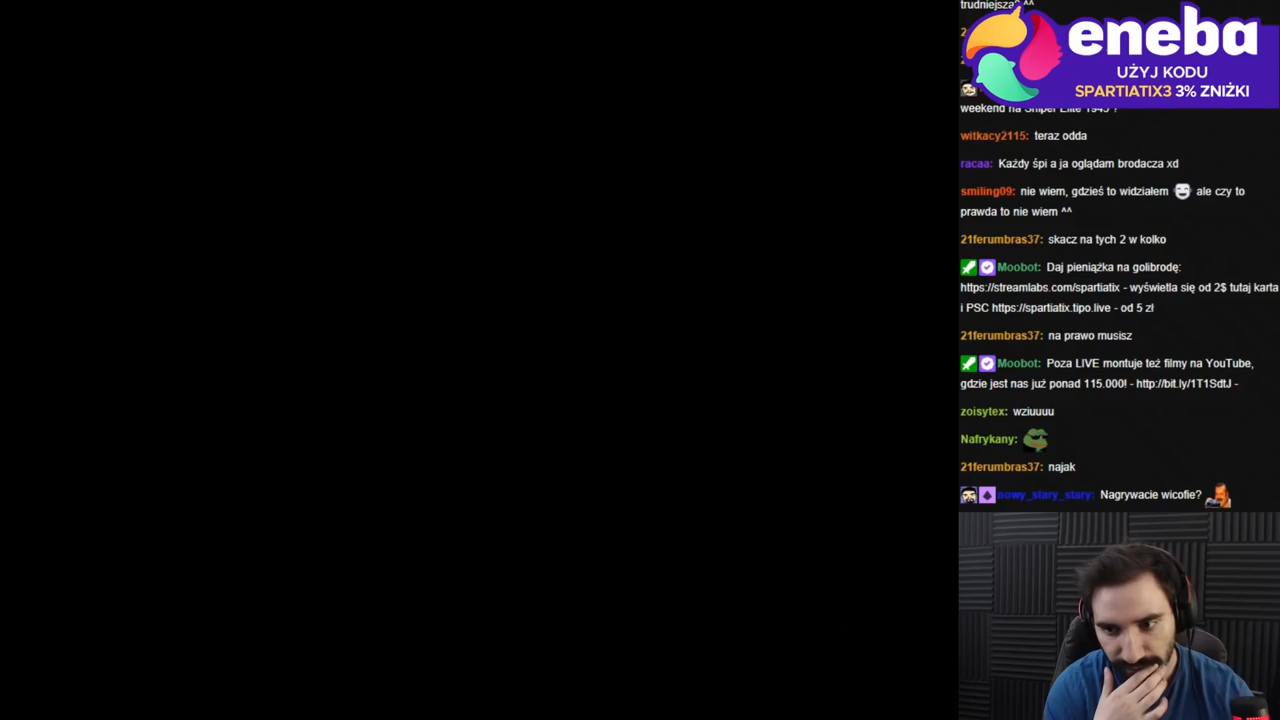 trudniejsza? ^^
eneba
UŻYJ KODU
SPARTIATIX3 3% ZNIŻKI
weekend na Sniper Elite 1945 ?
witkacy2115: teraz odda
racaa: Każdy śpi a ja oglądam brodacza xd
smiling09: nie wiem, gdzieś to widziałem ale czy to
prawda to nie wiem ^^
21ferumbras37: skacz na tych 2 w kolko
Moobot: Daj pieniążka na golibrodę:
https://streamlabs.com/spartiatix - wyświetla się od 2$ tutaj karta
i PSC https://spartiatix.tipo.live - od 5 zł
21ferumbras37: na prawo musisz
Moobot: Poza LIVE montuje też filmy na YouTube,
gdzie jest nas już ponad 115.000! - http://bit.ly/1T1SdtJ -
zoisytex: wziuuuu
Nafrykany:
21ferumbras37: najak
nowy_stary_stary: Nagrywacie wicofie?